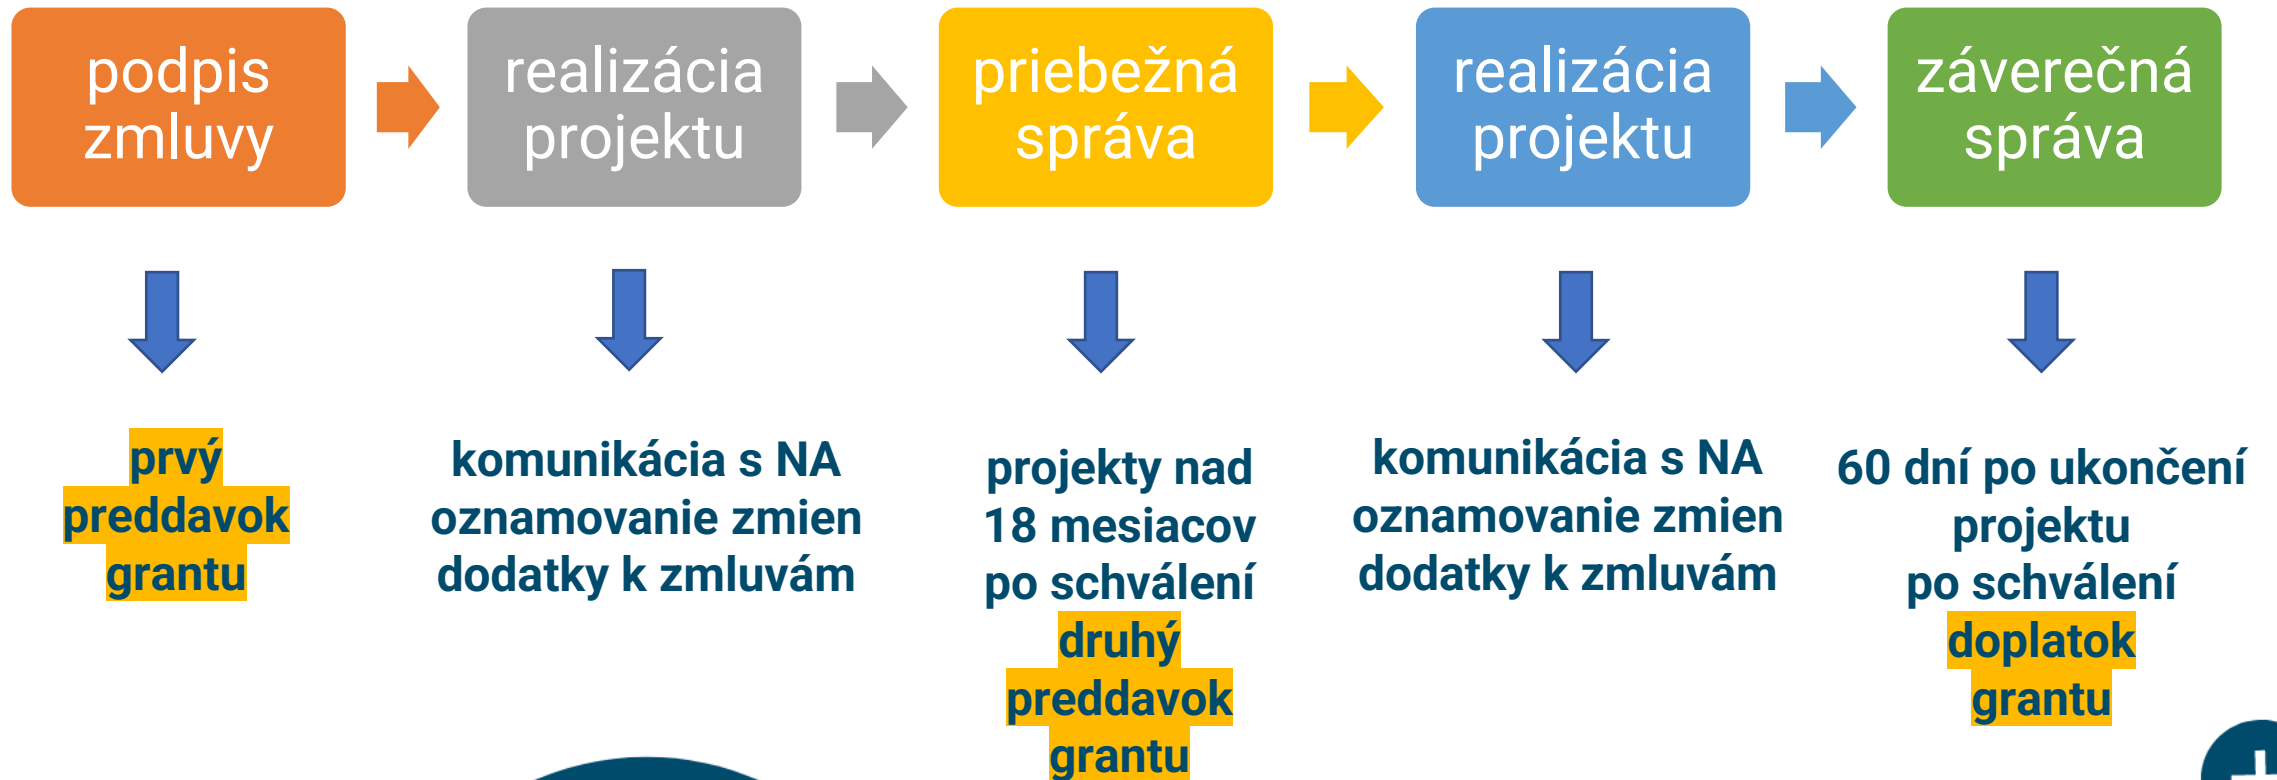 podpis
zmluvy
realizácia
projektu
priebežná
správa
realizácia
projektu
záverečná
správa
prvý
preddavok
grantu
komunikácia s NA
oznamovanie zmien
dodatky k zmluvám
projekty nad
18 mesiacov
po schválení
druhý
preddavok
grantu
komunikácia s NA
oznamovanie zmien
dodatky k zmluvám
60 dní po ukončení
projektu
po schválení
doplatok
grantu